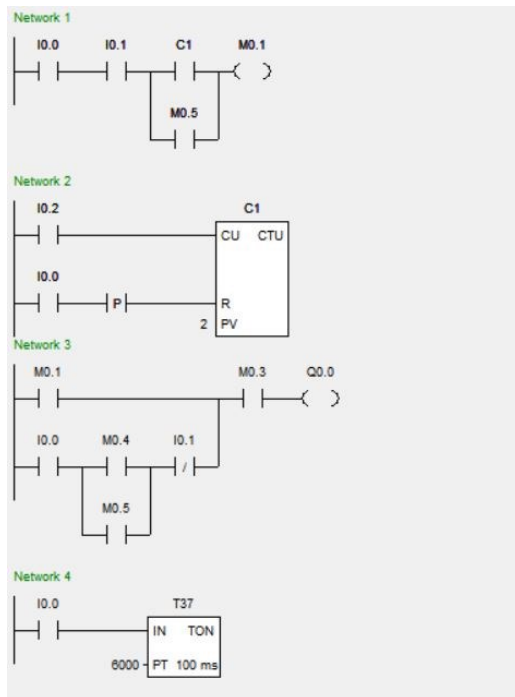 Network 1
I0.0 I0.1 C1 M0.1
M0.5
Network 2
I0.2 C1
CU CTU
I0.0
P R
2 PV
Network 3
M0.1 M0.3 Q0.0
I0.0 M0.4 I0.1
/
M0.5
Network 4
I0.0 T37
IN TON
6000 PT 100 ms